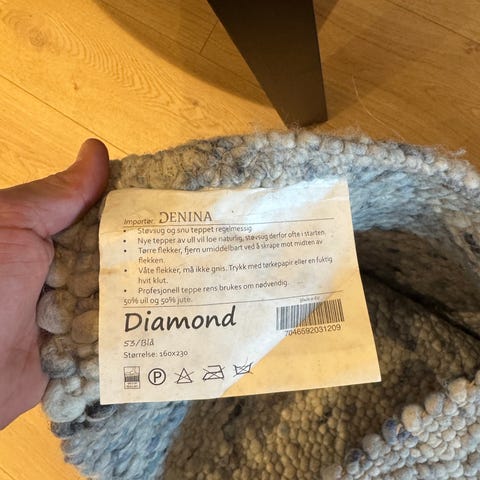 Importør DENINA
• Støvsug og snu teppet regelmessig
• Nye tepper av ull vil loe naturlig, støvsug derfor ofte i starten.
• Tørre flekker, fjern umiddelbart ved å skrape mot midten av
flekken.
• Våte flekker, må ikke gnis. Trykk med tørkepapir eller en fuktig
hvit klut.
• Profesjonell teppe rens brukes om nødvendig.
50% ull og 50% jute.
Diamond
53/Blå
Størrelse: 160x230
7046592031209
P